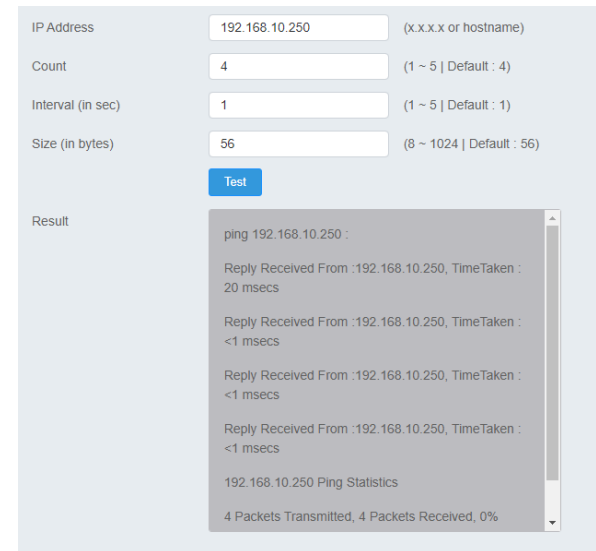 IP Address 192.168.10.250 (x.x.x.x or hostname)
Count 4 (1 ~ 5 | Default : 4)
Interval (in sec) 1 (1 ~ 5 | Default : 1)
Size (in bytes) 56 (8 ~ 1024 | Default : 56)
Test
Result
ping 192.168.10.250 :
Reply Received From :192.168.10.250, TimeTaken :
20 msecs
Reply Received From :192.168.10.250, TimeTaken :
<1 msecs
Reply Received From :192.168.10.250, TimeTaken :
<1 msecs
Reply Received From :192.168.10.250, TimeTaken :
<1 msecs
192.168.10.250 Ping Statistics
4 Packets Transmitted, 4 Packets Received, 0%